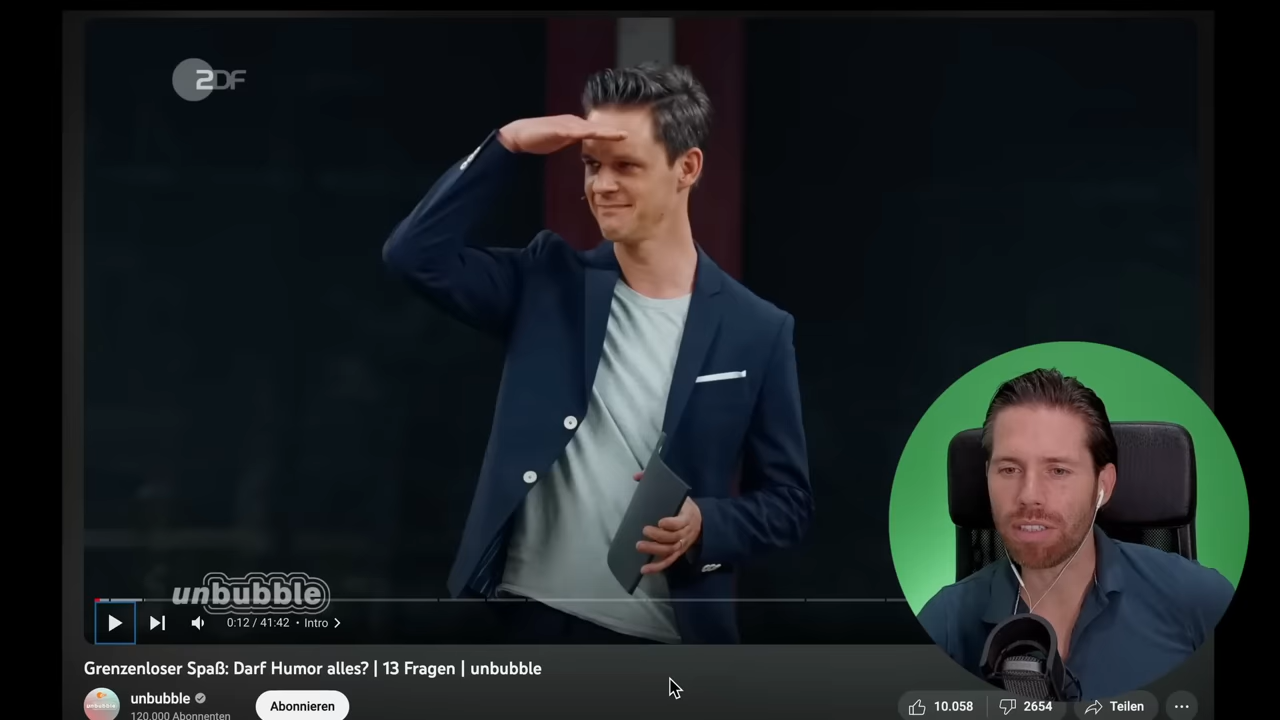 ZDF
unbubble
0:12 / 41:42 • Intro
Grenzenloser Spaß: Darf Humor alles? | 13 Fragen | unbubble
unbubble
120.000 Abonnenten
Abonnieren
10.058
2654
Teilen